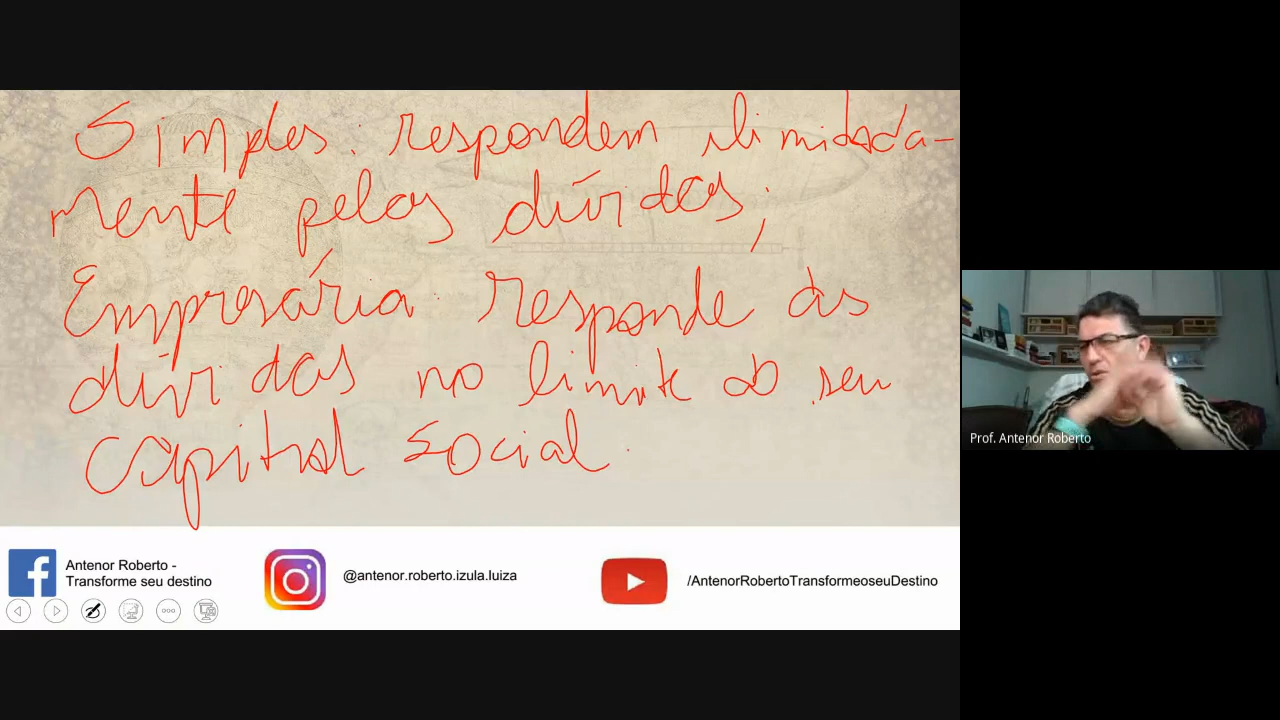 Simples: respondem ilimitada-
mente pelas dívidas;
Empresária: responde às
dívidas no limite do seu
capital social.
Prof. Antenor Roberto
Antenor Roberto -
Transforme seu destino
@antenor.roberto.izula.luiza
/AntenorRobertoTransformeoseuDestino